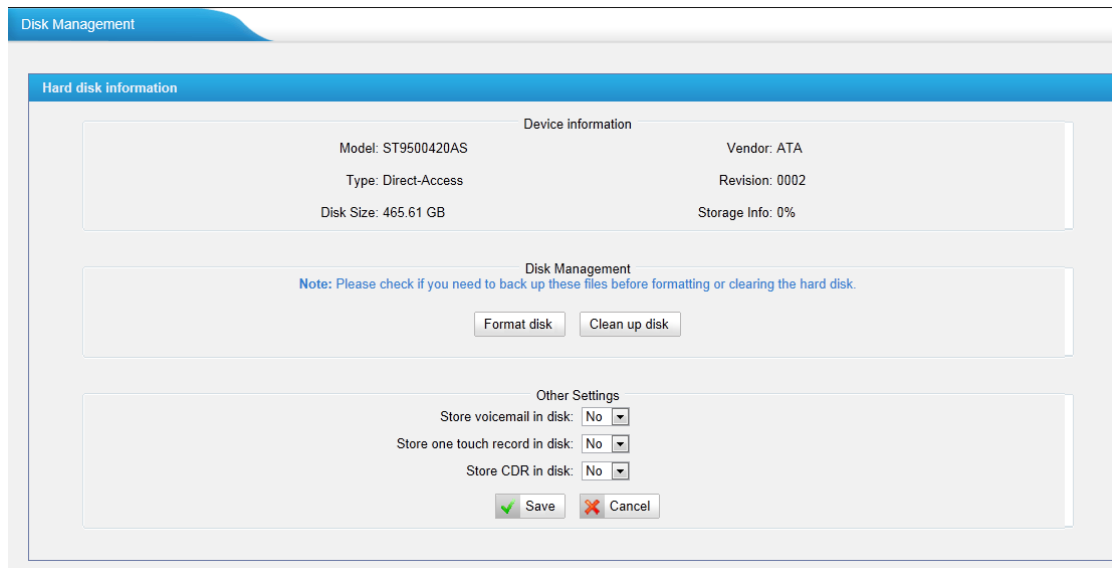 Disk Management
Hard disk information
Device information
Model: ST9500420AS Vendor: ATA
Type: Direct-Access Revision: 0002
Disk Size: 465.61 GB Storage Info: 0%
Disk Management
Note: Please check if you need to back up these files before formatting or clearing the hard disk.
Format disk Clean up disk
Other Settings
Store voicemail in disk: No
Store one touch record in disk: No
Store CDR in disk: No
Save Cancel